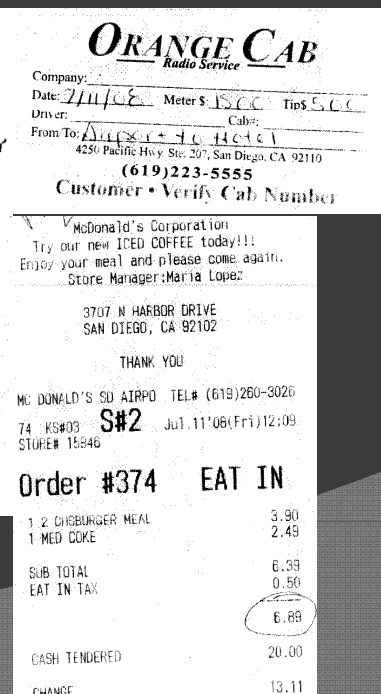 ORANGE CAB
Radio Service
Company:
Date: 7/11/08 Meter $ Tip$
Driver: Cab#:
From/To: Airport to Hotel
4250 Pacific Hwy. Ste. 207, San Diego, CA 92110
(619)223-5555
Customer • Verify Cab Number
McDonald's Corporation
Try our new ICED COFFEE today!!!
Enjoy your meal and please come again.
Store Manager:Maria Lopez
3707 N HARBOR DRIVE
SAN DIEGO, CA 92102
THANK YOU
MC DONALD'S SD AIRPO TEL# (619)260-3026
74 KS#03 S#2 Jul.11'08(Fri)12:09
STORE# 15946
Order #374 EAT IN
1 2 CHSBURGER MEAL 3.90
1 MED COKE 2.49
SUB TOTAL 6.39
EAT IN TAX 0.50
6.89
CASH TENDERED 20.00
CHANGE 13.11